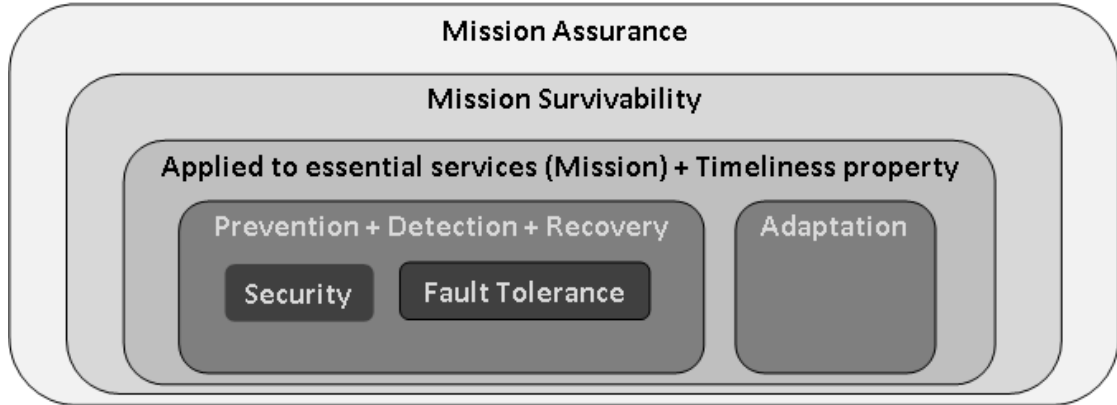 Mission Assurance
Mission Survivability
Applied to essential services (Mission) + Timeliness property
Prevention + Detection + Recovery
Adaptation
Security
Fault Tolerance